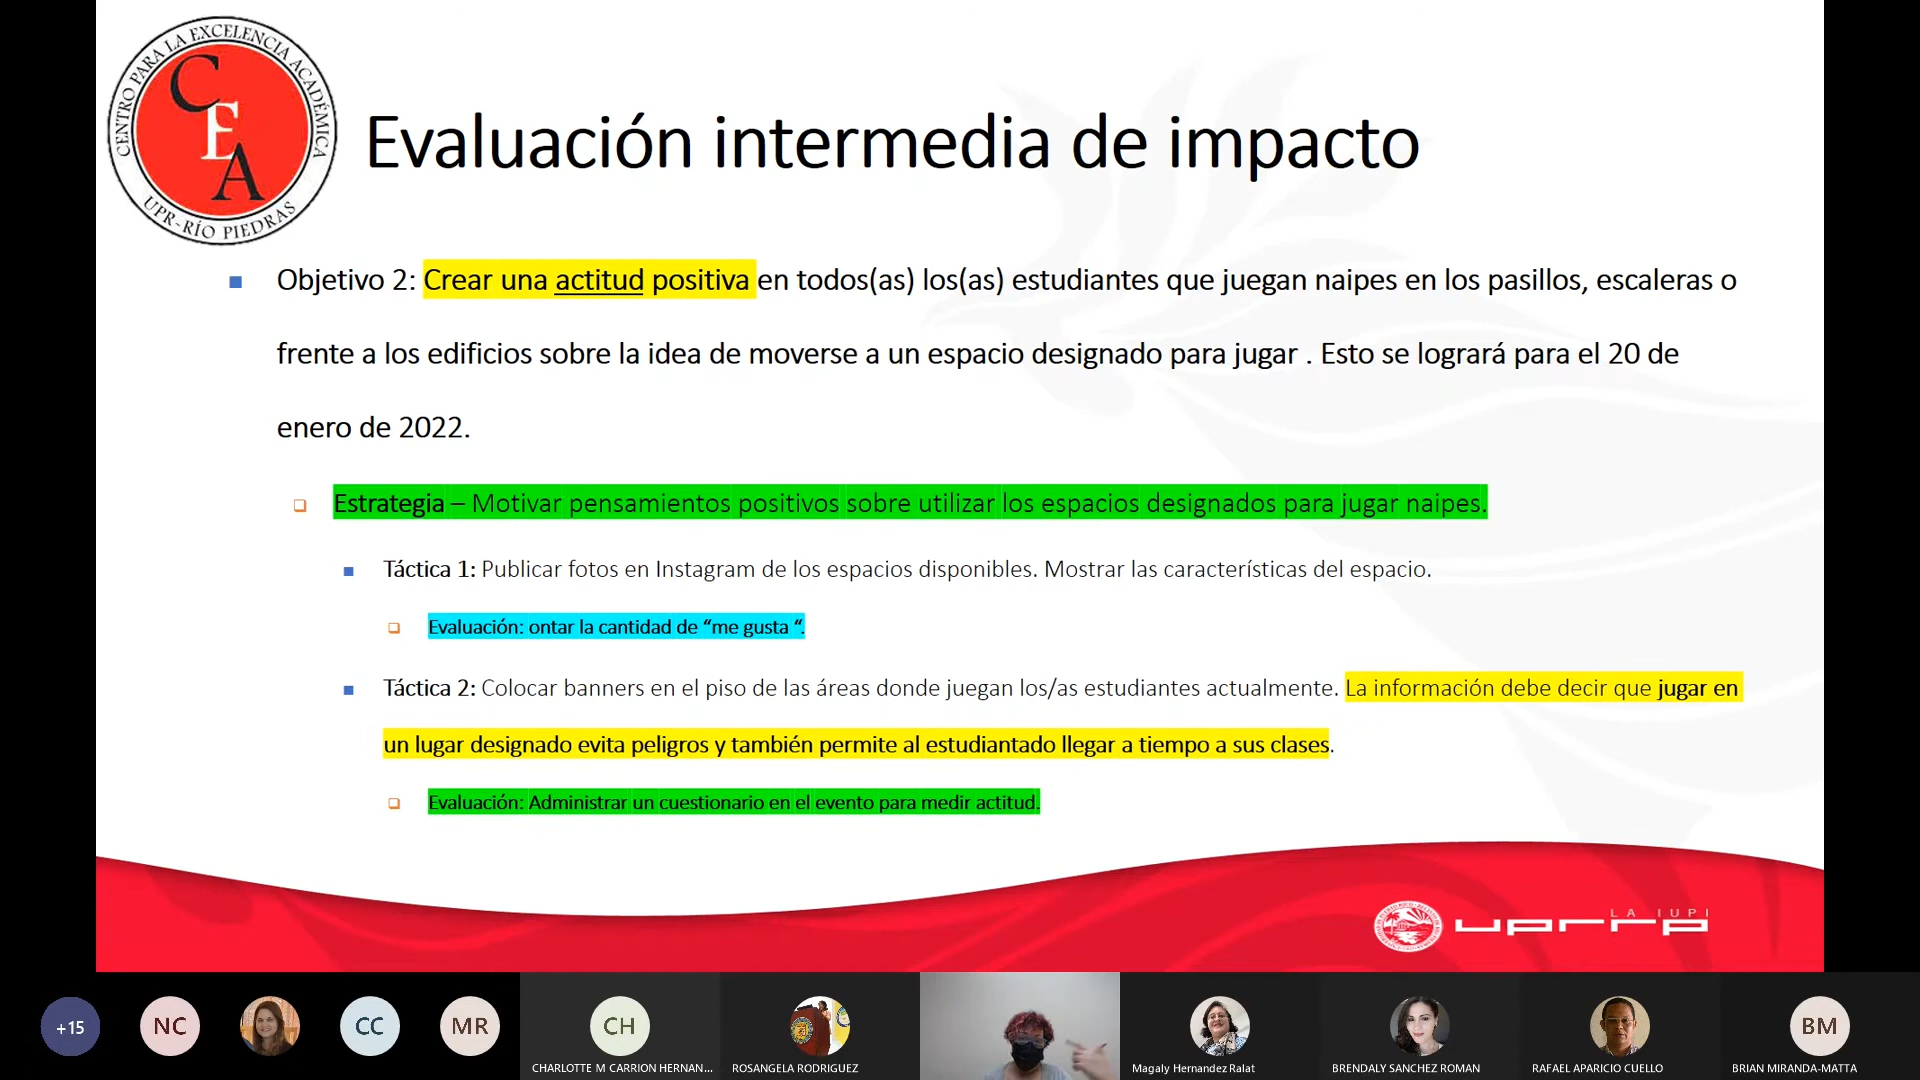 CENTRO PARA LA EXCELENCIA ACADÉMICA
CEA
UPR-RÍO PIEDRAS
Evaluación intermedia de impacto
Objetivo 2: Crear una actitud positiva en todos(as) los(as) estudiantes que juegan naipes en los pasillos, escaleras o
frente a los edificios sobre la idea de moverse a un espacio designado para jugar . Esto se logrará para el 20 de
enero de 2022.
Estrategia – Motivar pensamientos positivos sobre utilizar los espacios designados para jugar naipes.
Táctica 1: Publicar fotos en Instagram de los espacios disponibles. Mostrar las características del espacio.
Evaluación: ontar la cantidad de “me gusta “.
Táctica 2: Colocar banners en el piso de las áreas donde juegan los/as estudiantes actualmente. La información debe decir que jugar en
un lugar designado evita peligros y también permite al estudiantado llegar a tiempo a sus clases.
Evaluación: Administrar un cuestionario en el evento para medir actitud.
LA IUPI
uprrp
+15
NC
CC
MR
CH
BM
CHARLOTTE M CARRION HERNAN...
ROSANGELA RODRIGUEZ
Magaly Hernandez Ralat
BRENDALY SANCHEZ ROMAN
RAFAEL APARICIO CUELLO
BRIAN MIRANDA-MATTA